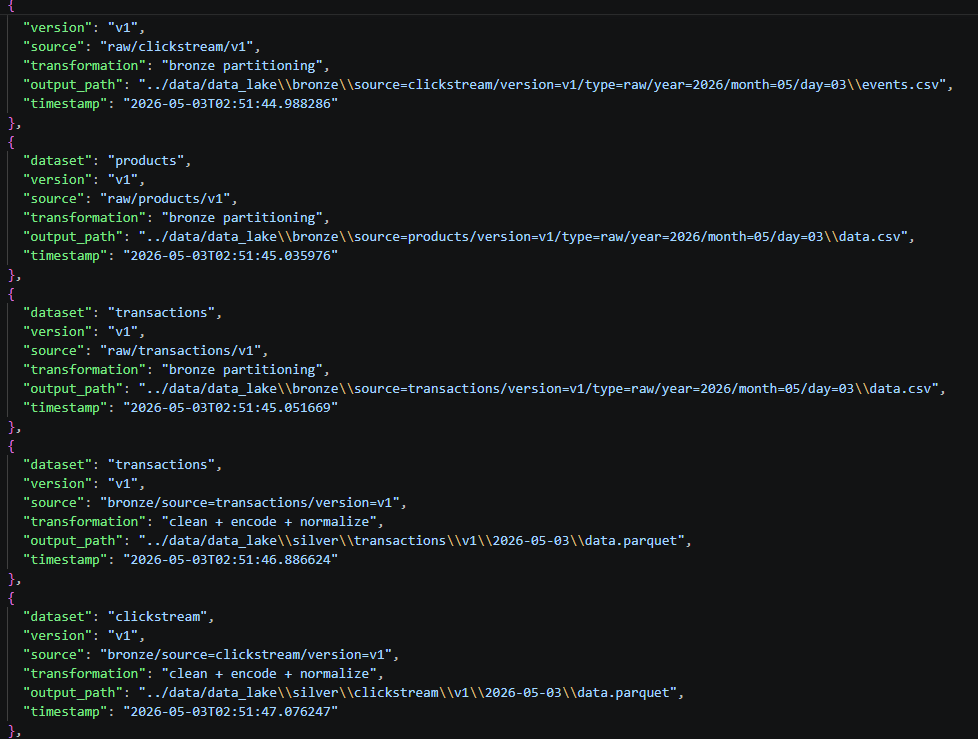 {
"version": "v1",
"source": "raw/clickstream/v1",
"transformation": "bronze partitioning",
"output_path": "../data/data_lake\\bronze\\source=clickstream/version=v1/type=raw/year=2026/month=05/day=03\\events.csv",
"timestamp": "2026-05-03T02:51:44.988286"
},
{
"dataset": "products",
"version": "v1",
"source": "raw/products/v1",
"transformation": "bronze partitioning",
"output_path": "../data/data_lake\\bronze\\source=products/version=v1/type=raw/year=2026/month=05/day=03\\data.csv",
"timestamp": "2026-05-03T02:51:45.035976"
},
{
"dataset": "transactions",
"version": "v1",
"source": "raw/transactions/v1",
"transformation": "bronze partitioning",
"output_path": "../data/data_lake\\bronze\\source=transactions/version=v1/type=raw/year=2026/month=05/day=03\\data.csv",
"timestamp": "2026-05-03T02:51:45.051669"
},
{
"dataset": "transactions",
"version": "v1",
"source": "bronze/source=transactions/version=v1",
"transformation": "clean + encode + normalize",
"output_path": "../data/data_lake\\silver\\transactions\\v1\\2026-05-03\\data.parquet",
"timestamp": "2026-05-03T02:51:46.886624"
},
{
"dataset": "clickstream",
"version": "v1",
"source": "bronze/source=clickstream/version=v1",
"transformation": "clean + encode + normalize",
"output_path": "../data/data_lake\\silver\\clickstream\\v1\\2026-05-03\\data.parquet",
"timestamp": "2026-05-03T02:51:47.076247"
},